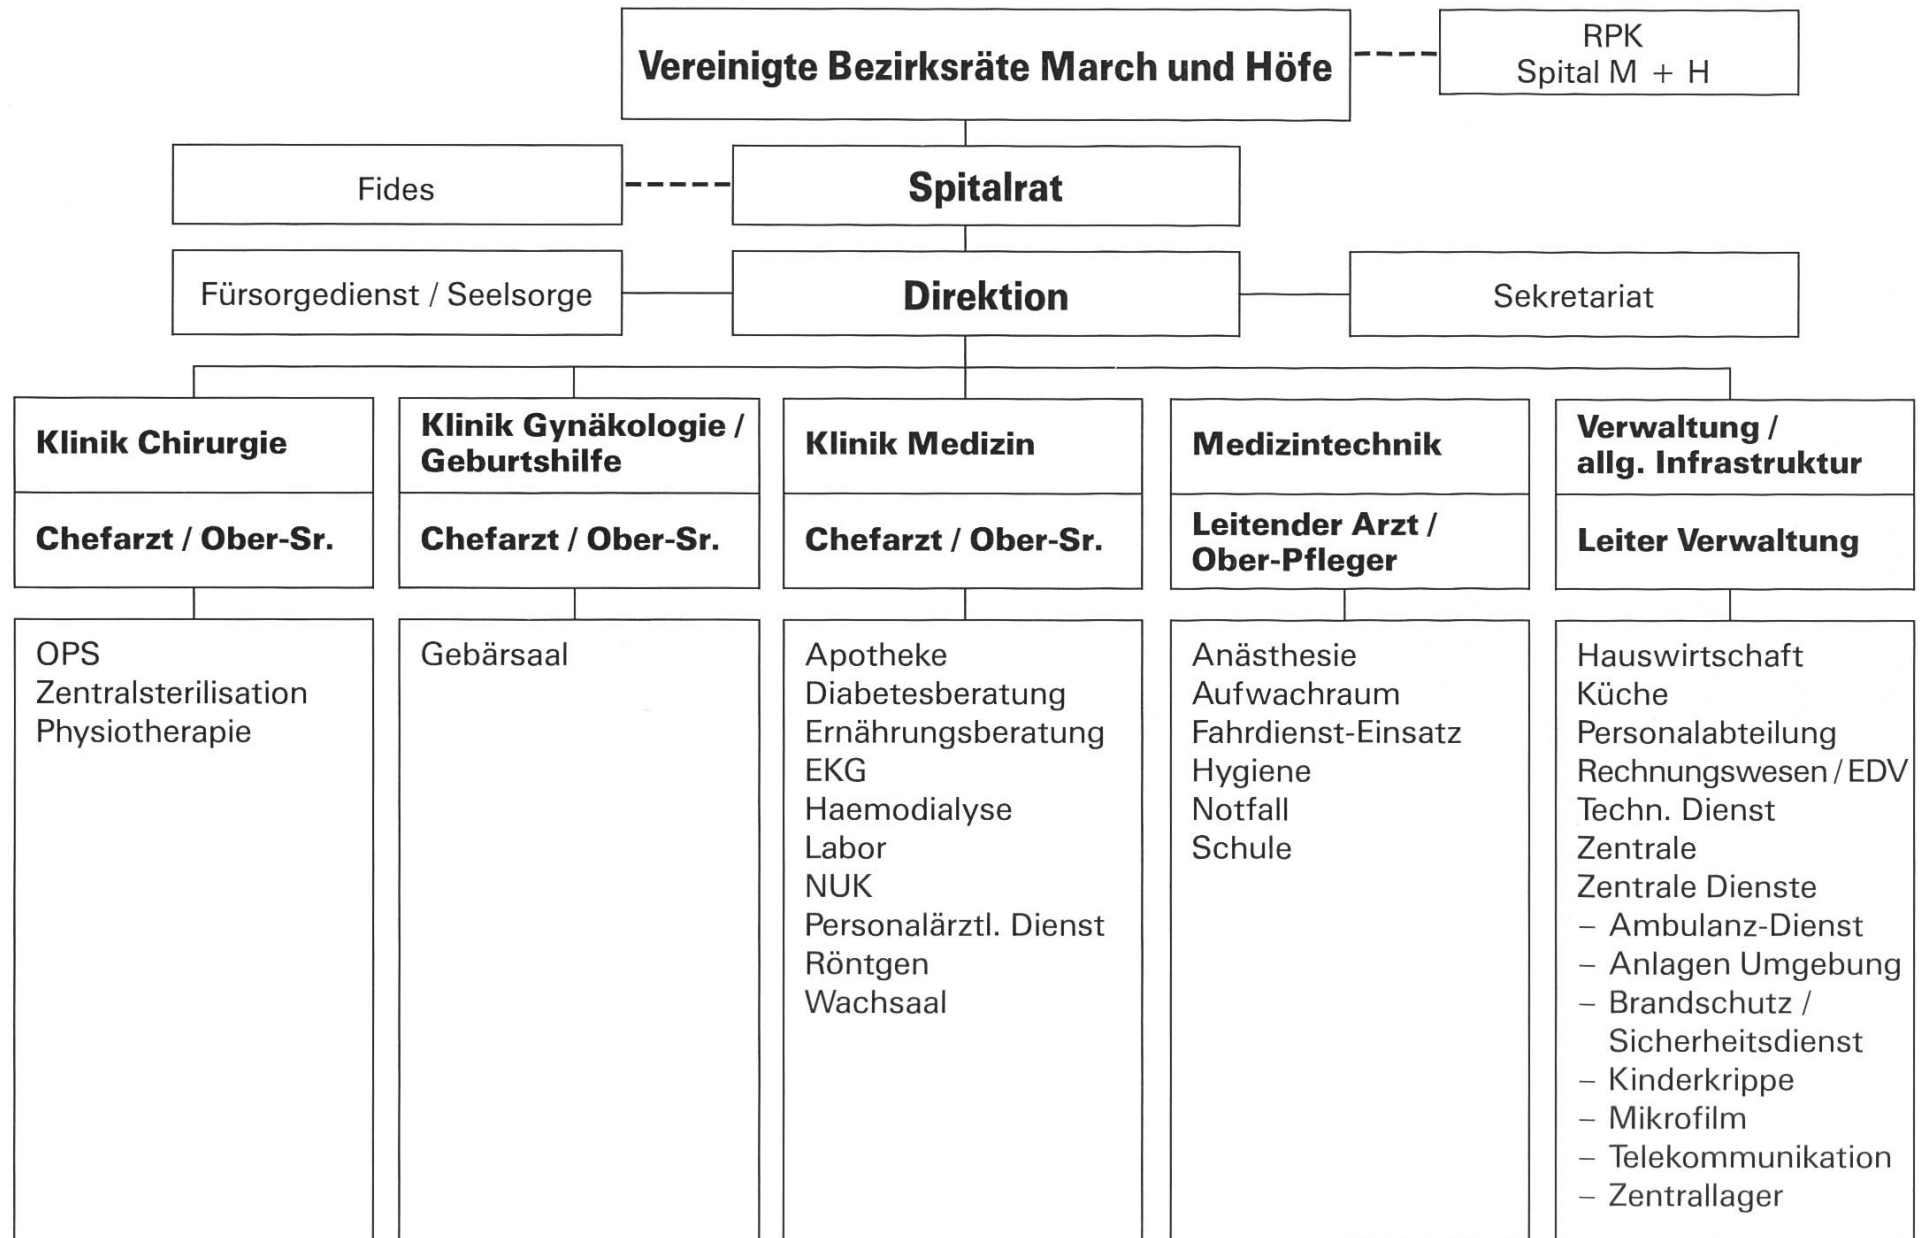 Vereinigte Bezirksräte March und Höfe
RPK
Spital M + H
Fides
Spitalrat
Fürsorgedienst / Seelsorge
Direktion
Sekretariat
Klinik Chirurgie
Chefarzt / Ober-Sr.
OPS
Zentralsterilisation
Physiotherapie
Klinik Gynäkologie /
Geburtshilfe
Chefarzt / Ober-Sr.
Gebärsaal
Klinik Medizin
Chefarzt / Ober-Sr.
Apotheke
Diabetesberatung
Ernährungsberatung
EKG
Haemodialyse
Labor
NUK
Personalärztl. Dienst
Röntgen
Wachsaal
Medizintechnik
Leitender Arzt /
Ober-Pfleger
Anästhesie
Aufwachraum
Fahrdienst-Einsatz
Hygiene
Notfall
Schule
Verwaltung /
allg. Infrastruktur
Leiter Verwaltung
Hauswirtschaft
Küche
Personalabteilung
Rechnungswesen / EDV
Techn. Dienst
Zentrale
Zentrale Dienste
– Ambulanz-Dienst
– Anlagen Umgebung
– Brandschutz /
Sicherheitsdienst
– Kinderkrippe
– Mikrofilm
– Telekommunikation
– Zentrallager